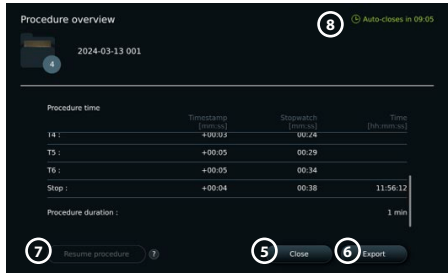 Procedure overview
8
Auto-closes in 09:05
4
2024-03-13 001
Procedure time
Timestamp [mm:ss] Stopwatch [mm:ss] Time [hh:mm:ss]
T4 : +00:03 00:24
T5 : +00:05 00:29
T6 : +00:05 00:34
Stop : +00:04 00:38 11:56:12
Procedure duration : 1 min
7 Resume procedure ? 5 Close 6 Export